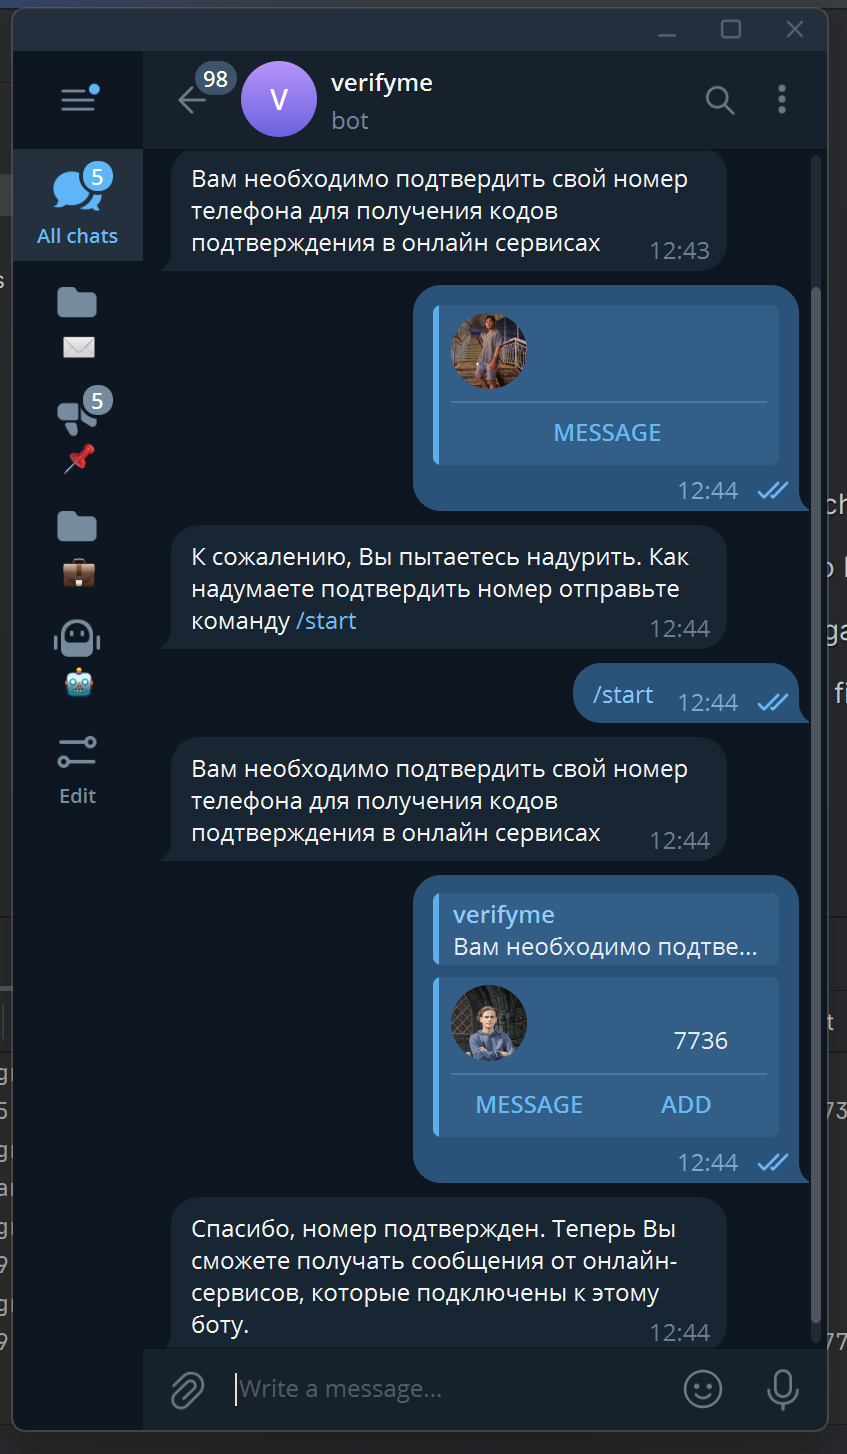 98
V
verifyme
bot
5
All chats
5
Edit
Вам необходимо подтвердить свой номер
телефона для получения кодов
подтверждения в онлайн сервисах
12:43
MESSAGE
12:44
К сожалению, Вы пытаетесь надурить. Как
надумаете подтвердить номер отправьте
команду /start
12:44
/start
12:44
Вам необходимо подтвердить свой номер
телефона для получения кодов
подтверждения в онлайн сервисах
12:44
verifyme
Вам необходимо подтве...
7736
MESSAGE ADD
12:44
Спасибо, номер подтвержден. Теперь Вы
сможете получать сообщения от онлайн-
сервисов, которые подключены к этому
боту.
12:44
Write a message...